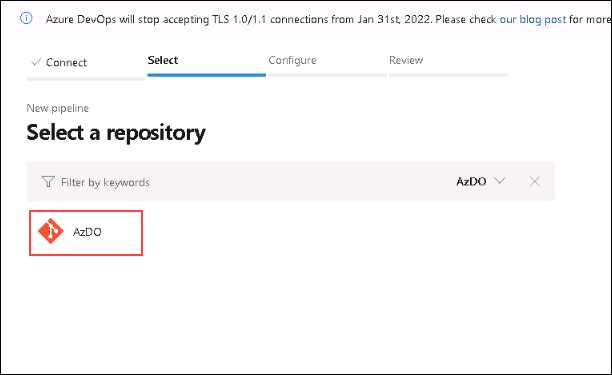 Azure DevOps will stop accepting TLS 1.0/1.1 connections from Jan 31st, 2022. Please check our blog post for more
Connect Select Configure Review
New pipeline
Select a repository
Filter by keywords AzDO
AzDO